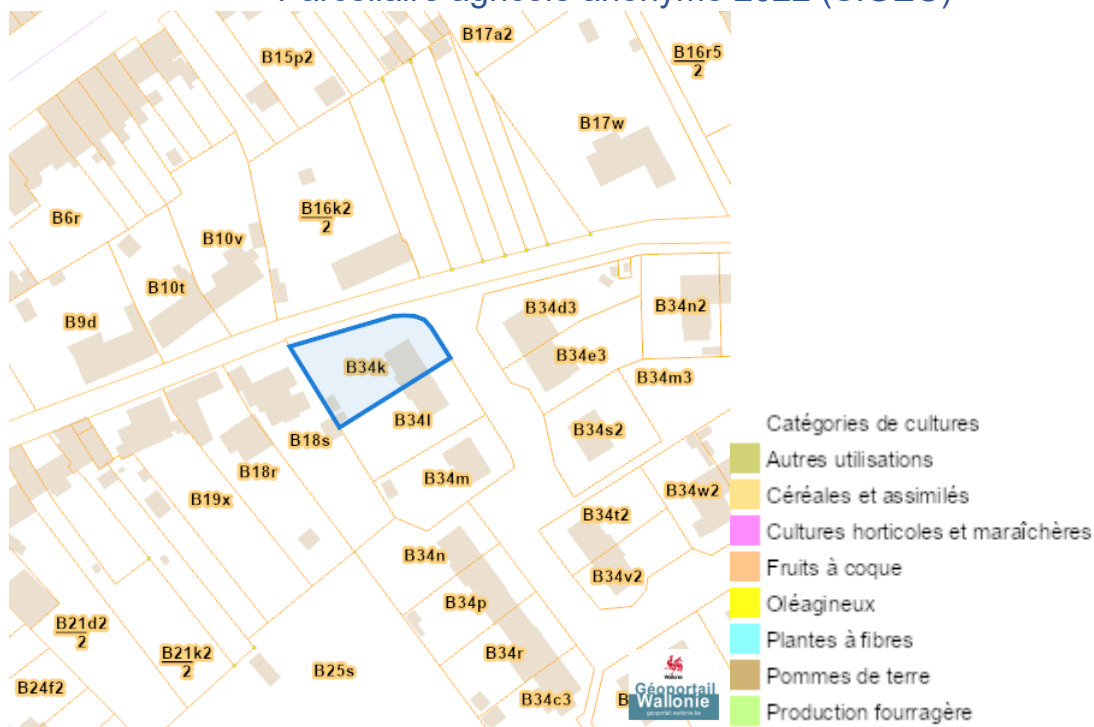 Parcellaire agricole anonyme 2022 (SIGEC)
B17a2
B15p2
B16r5
2
B17w
B6r
B16k2
2
B10v
B10t
B9d
B34d3
B34n2
B34e3
B34k
B34m3
B34l
B34s2
B18s
B18r
B34m
B19x
B34w2
B34t2
B34n
B34v2
B34p
B21d2
2
B21k2
2
B34r
B25s
B24f2
B34c3
B
Wallonie
Géoportail
Wallonie
geoportail.wallonie.be
Catégories de cultures
Autres utilisations
Céréales et assimilés
Cultures horticoles et maraîchères
Fruits à coque
Oléagineux
Plantes à fibres
Pommes de terre
Production fourragère